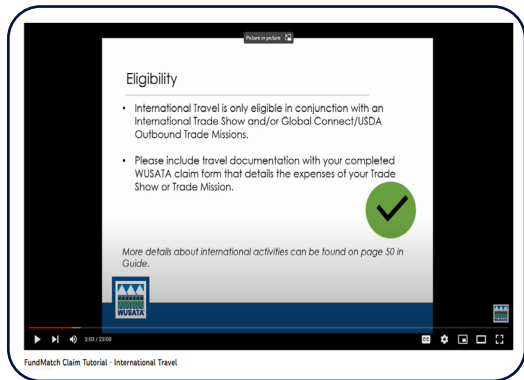 Picture in picture
Eligibility
• International Travel is only eligible in conjunction with an
International Trade Show and/or Global Connect/USDA
Outbound Trade Missions.
• Please include travel documentation with your completed
WUSATA claim form that details the expenses of your Trade
Show or Trade Mission.
More details about international activities can be found on page 50 in
Guide.
WUSATA
WUSATA
2:03 / 23:00
CC
FundMatch Claim Tutorial - International Travel